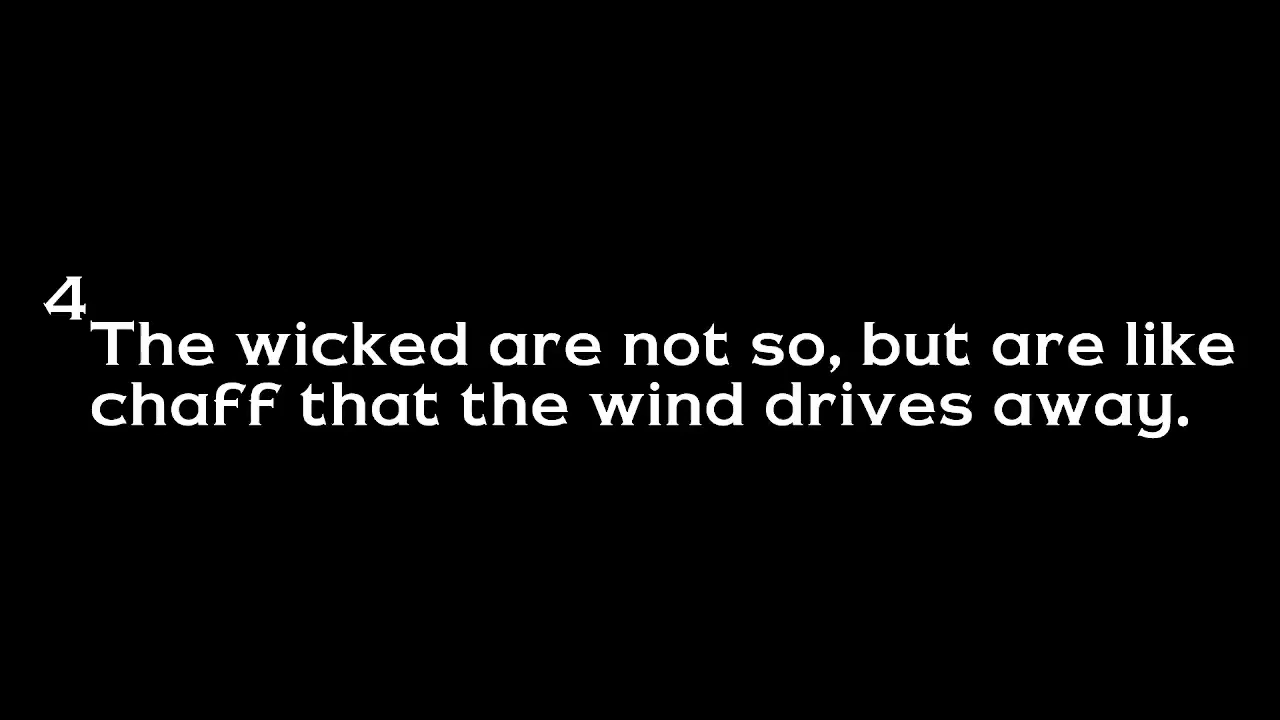 4
The wicked are not so, but are like
chaff that the wind drives away.